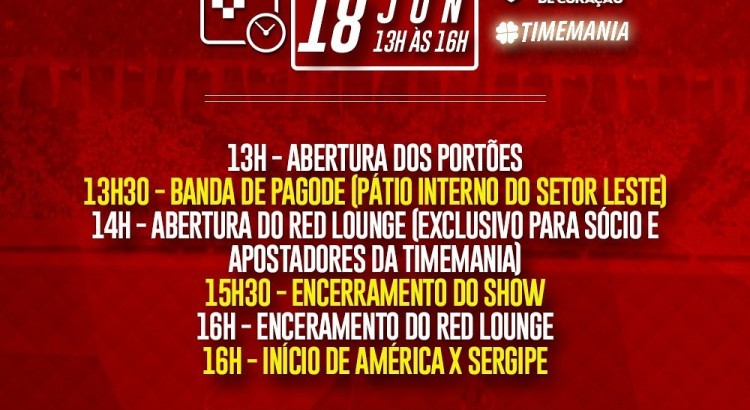 18
JUN
13H ÀS 16H
DE CORAÇÃO
TIMEMANIA
13H - ABERTURA DOS PORTÕES
13H30 - BANDA DE PAGODE (PÁTIO INTERNO DO SETOR LESTE)
14H - ABERTURA DO RED LOUNGE (EXCLUSIVO PARA SÓCIO E
APOSTADORES DA TIMEMANIA)
15H30 - ENCERRAMENTO DO SHOW
16H - ENCERAMENTO DO RED LOUNGE
16H - INÍCIO DE AMÉRICA X SERGIPE